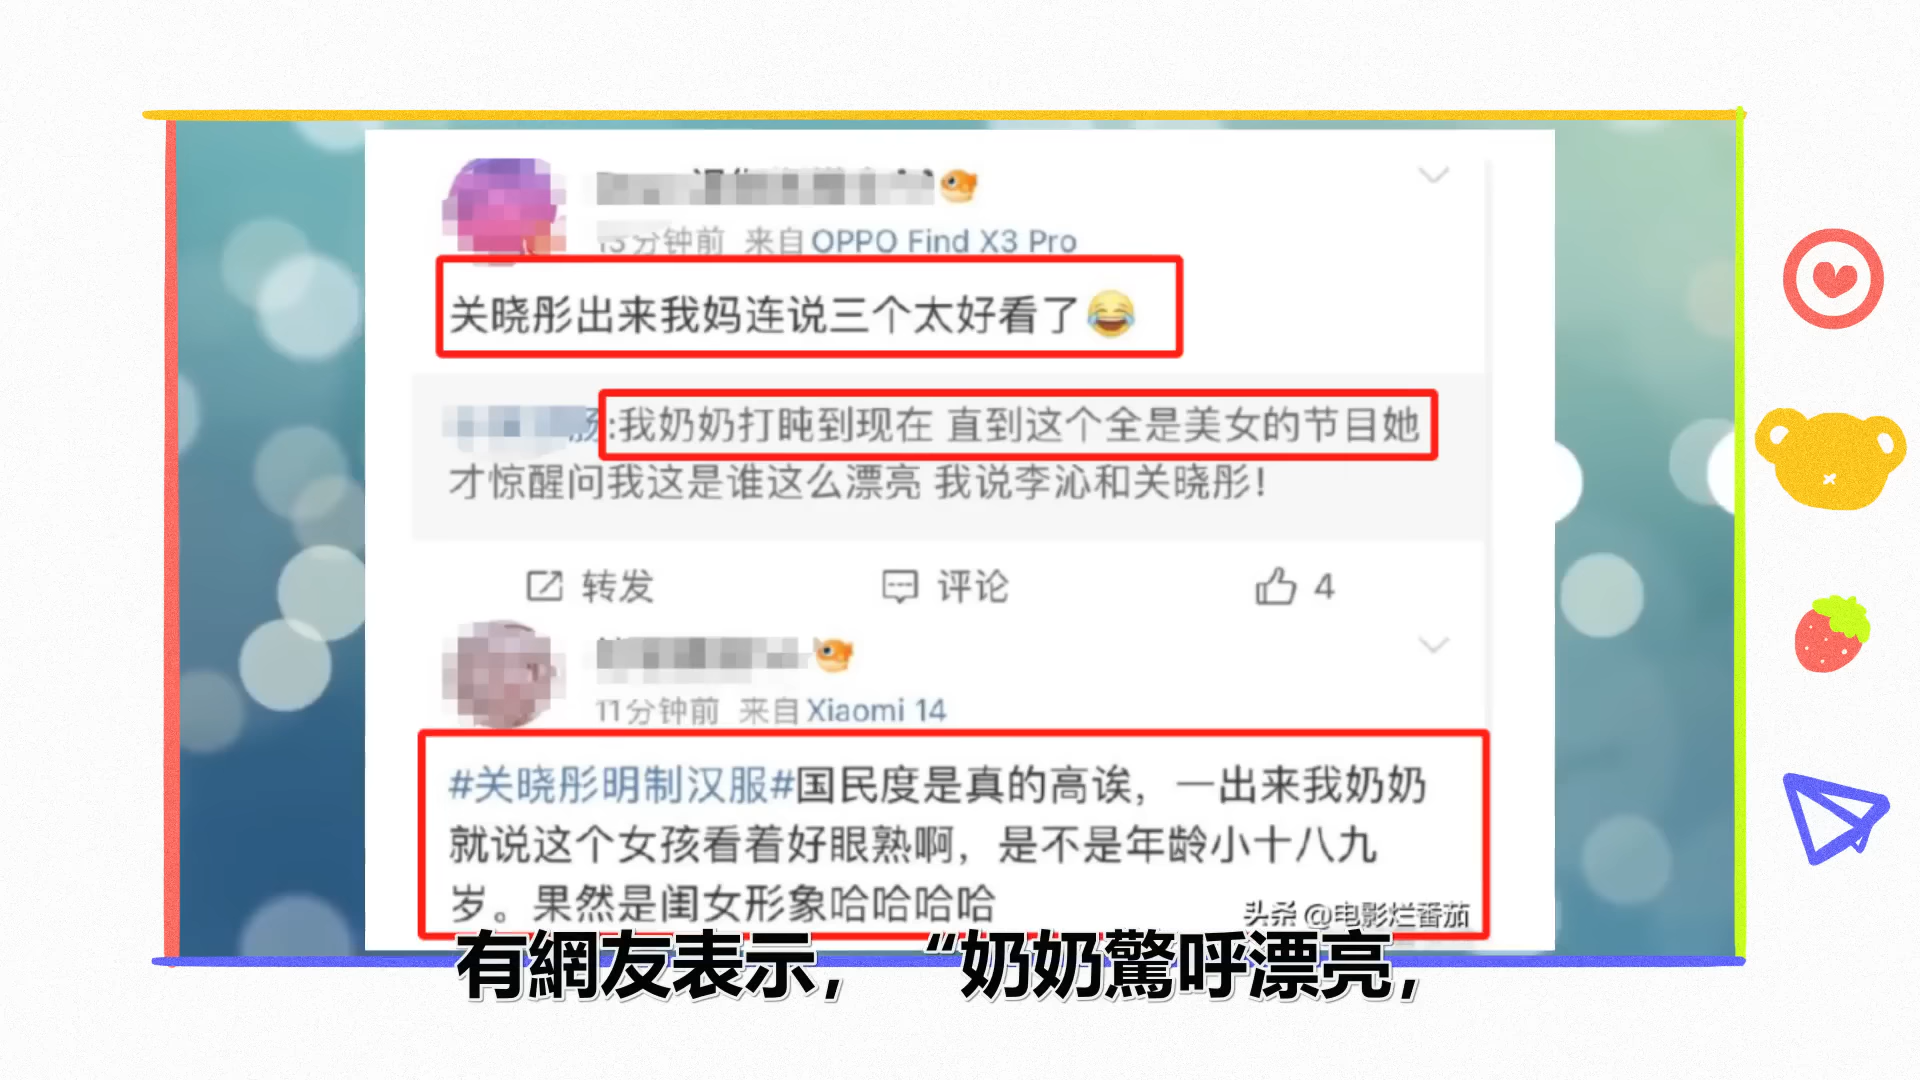 分钟前 来自OPPO Find X3 Pro
关晓彤出来我妈连说三个太好看了😂
:我奶奶打盹到现在 直到这个全是美女的节目她
才惊醒问我这是谁这么漂亮 我说李沁和关晓彤!
转发 评论 4
11分钟前 来自Xiaomi 14
#关晓彤明制汉服#国民度是真的高诶，一出来我奶奶
就说这个女孩看着好眼熟啊，是不是年龄小十八九
岁。果然是闺女形象哈哈哈哈
头条 @电影烂番茄
有網友表示，“奶奶驚呼漂亮，